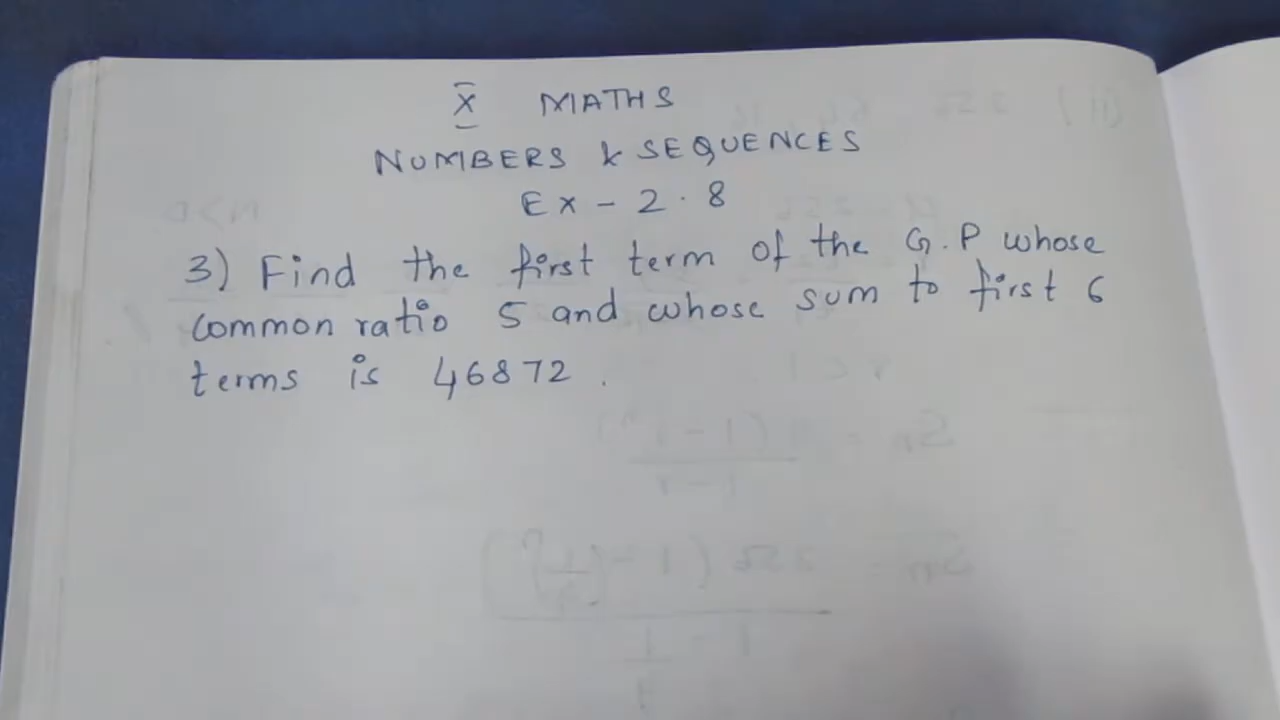 X MATHS
NUMBERS & SEQUENCES
Ex - 2.8
3) Find the first term of the G.P whose
common ratio 5 and whose sum to first 6
terms is 46872.